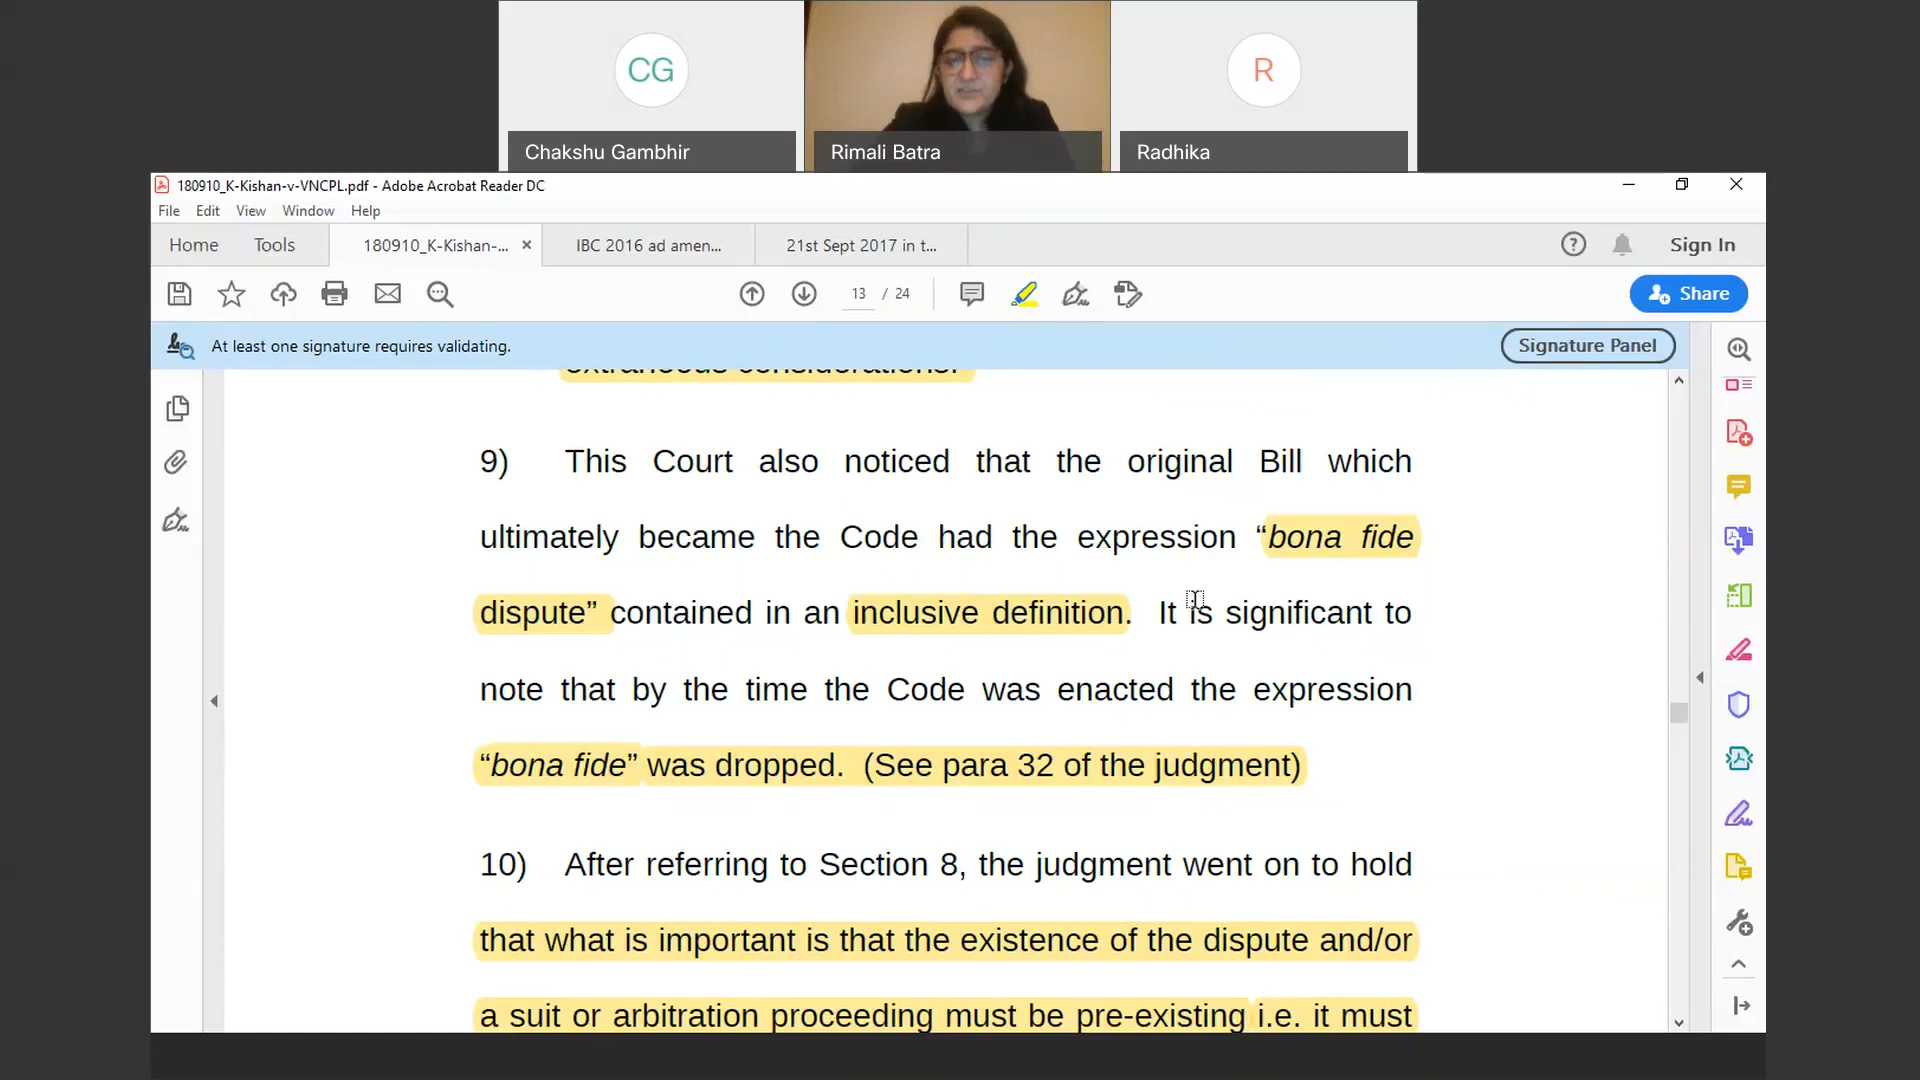 CG
R
Chakshu Gambhir
Rimali Batra
Radhika
180910_K-Kishan-v-VNCPL.pdf - Adobe Acrobat Reader DC
File Edit View Window Help
Home Tools 180910_K-Kishan-... × IBC 2016 ad amen... 21st Sept 2017 in t... ? Sign In
13 / 24 Share
At least one signature requires validating. Signature Panel
extraneous considerations.
9) This Court also noticed that the original Bill which
ultimately became the Code had the expression “bona fide
dispute” contained in an inclusive definition. It is significant to
note that by the time the Code was enacted the expression
“bona fide” was dropped. (See para 32 of the judgment)
10) After referring to Section 8, the judgment went on to hold
that what is important is that the existence of the dispute and/or
a suit or arbitration proceeding must be pre-existing i.e. it must